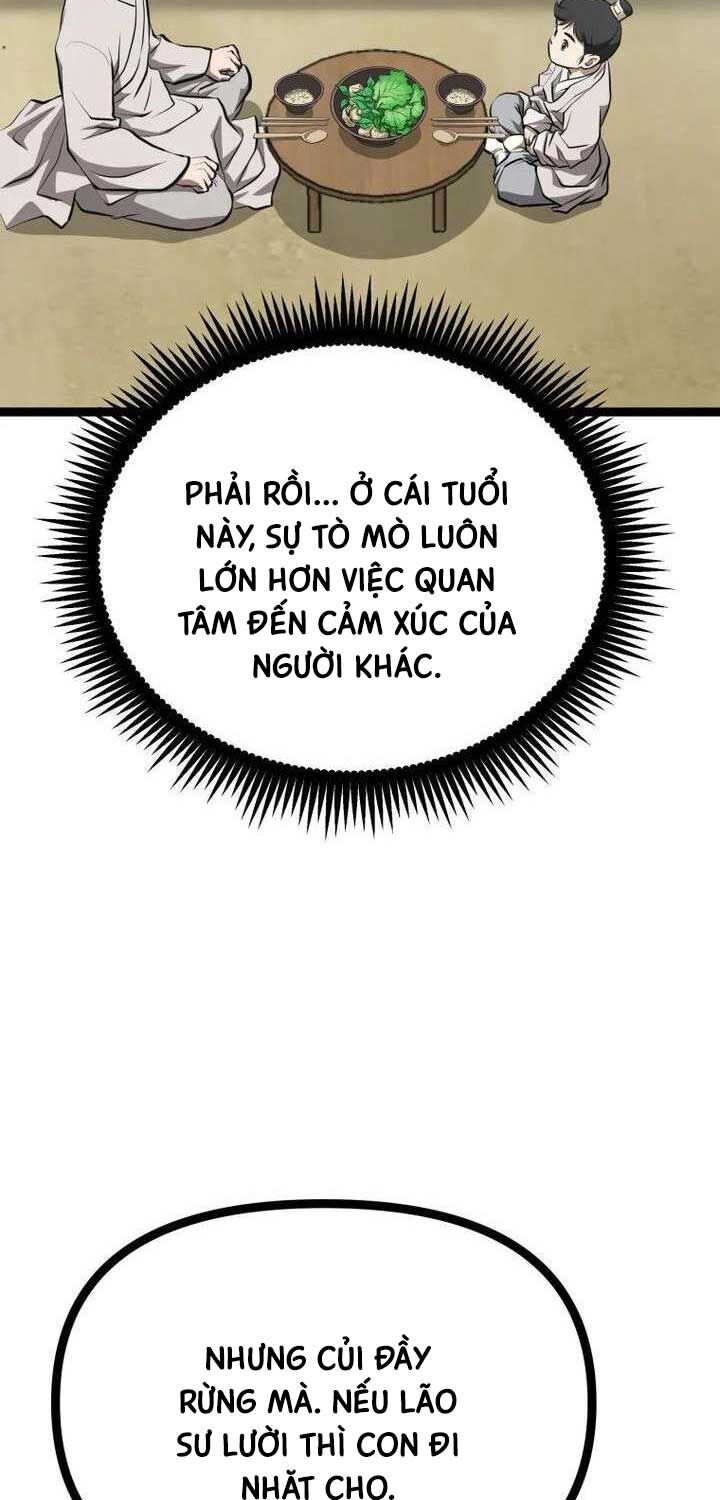 PHẢI RỒI... Ở CÁI TUỔI
NÀY, SỰ TÒ MÒ LUÔN
LỚN HƠN VIỆC QUAN
TÂM ĐẾN CẢM XÚC CỦA
NGƯỜI KHÁC.
NHƯNG CỦI ĐẦY
RỪNG MÀ. NẾU LÃO
SƯ LƯỜI THÌ CON ĐI
NHĂT CHO.